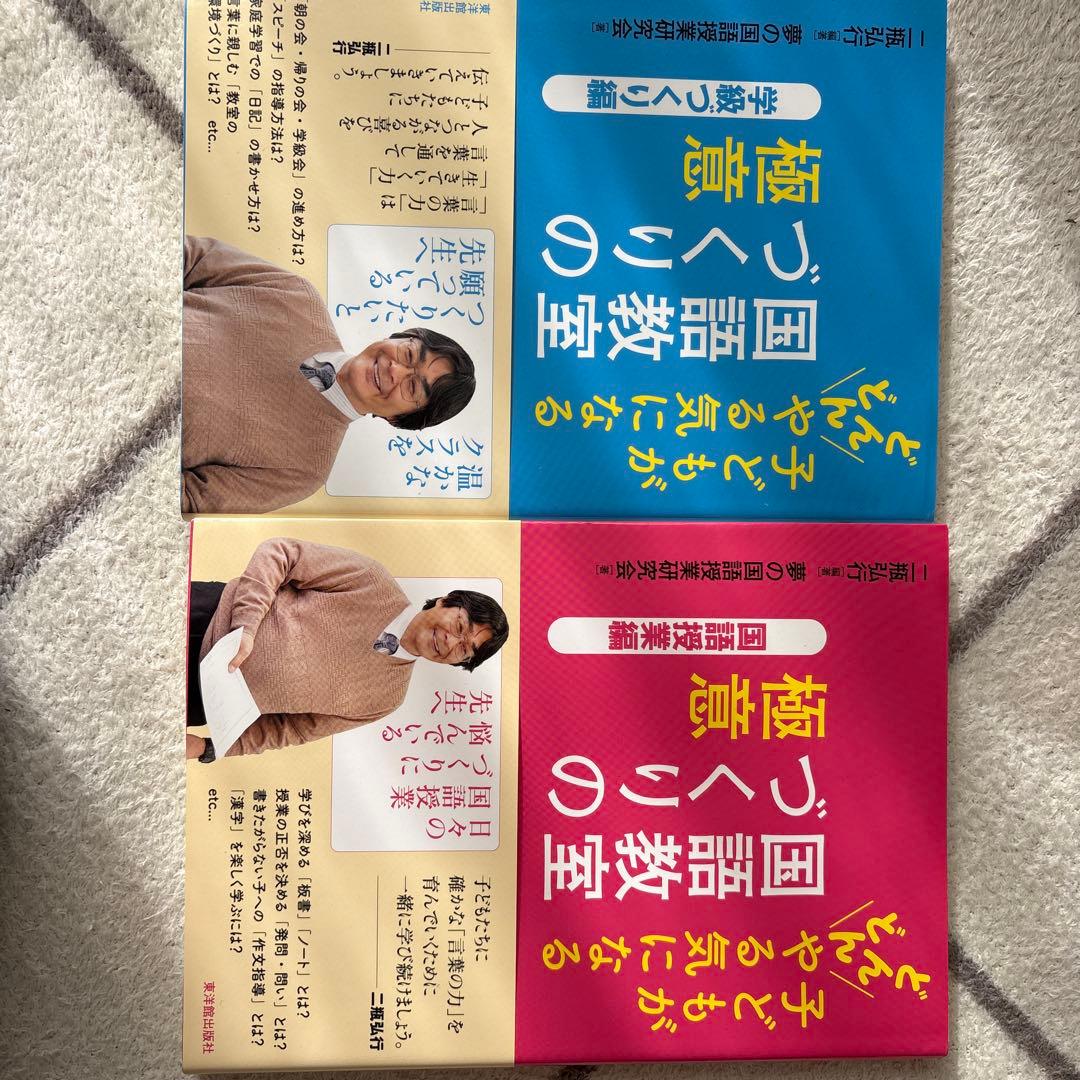 子どもが
どんどん
やる気になる
国語教室
づくりの
極意
学級づくり編
二瓶弘行[編著] 夢の国語授業研究会[著]
温かな
クラスを
つくりたいと
願っている
先生へ
「言葉の力」は
「生きていく力」
言葉を通して
人とつながる喜びを
子どもたちに
伝えていきましょう。
二瓶弘行
朝の会・帰りの会・学級会」の進め方は?
スピーチ」の指導方法は?
家庭学習での「日記」の書かせ方は?
言葉に親しむ「教室の
環境づくり」とは? etc...
東洋館出版社
子どもが
どんどん
やる気になる
国語教室
づくりの
極意
国語授業編
二瓶弘行[編著] 夢の国語授業研究会[著]
日々の
国語授業
づくりに
悩んでいる
先生へ
子どもたちに
確かな「言葉の力」を
育んでいくために
一緒に学び続けましょう。
二瓶弘行
学びを深める「板書」「ノート」とは?
授業の正否を決める「発問・問い」とは?
書きたがらない子への「作文指導」とは?
「漢字」を楽しく学ぶには?
etc...
東洋館出版社